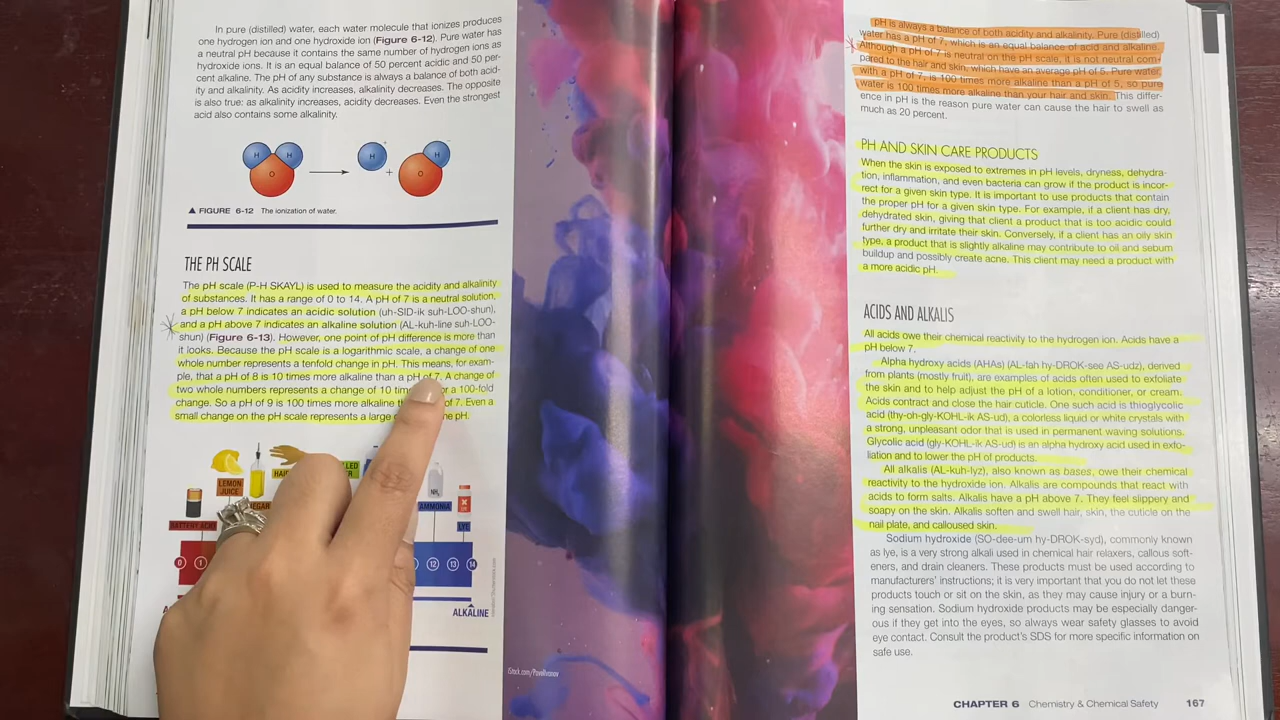 In pure (distilled) water, each water molecule that ionizes produces
one hydrogen ion and one hydroxide ion (Figure 6-12). Pure water has
a neutral pH because it contains the same number of hydrogen ions as
hydroxide ions. It is an equal balance of 50 percent acidic and 50 per-
cent alkaline. The pH of any substance is always a balance of both acid-
ity and alkalinity. As acidity increases, alkalinity decreases. The opposite
is also true: as alkalinity increases, acidity decreases. Even the strongest
acid also contains some alkalinity.
H H O
H +
+
O H -
▲ FIGURE 6-12 The ionization of water.
THE PH SCALE
The pH scale (P-H SKAYL) is used to measure the acidity and alkalinity
of substances. It has a range of 0 to 14. A pH of 7 is a neutral solution,
a pH below 7 indicates an acidic solution (uh-SID-ik suh-LOO-shun),
and a pH above 7 indicates an alkaline solution (AL-kuh-line suh-LOO-
shun) (Figure 6-13). However, one point of pH difference is more than
it looks. Because the pH scale is a logarithmic scale, a change of one
whole number represents a tenfold change in pH. This means, for exam-
ple, that a pH of 8 is 10 times more alkaline than a pH of 7. A change of
two whole numbers represents a change of 10 or a 100-fold
change. So a pH of 9 is 100 times more alkaline of 7. Even a
small change on the pH scale represents a large pH.
LEMON
JUICE
BATTERY ACID
NH3
AMMONIA
LYE
0 1 12 13 14
ALKALINE
iStock.com/PavelIvanov
pH is always a balance of both acidity and alkalinity. Pure (distilled)
water has a pH of 7, which is an equal balance of acid and alkaline.
Although a pH of 7 is neutral on the pH scale, it is not neutral com-
pared to the hair and skin, which have an average pH of 5. Pure water,
with a pH of 7, is 100 times more alkaline than a pH of 5, so pure
water is 100 times more alkaline than your hair and skin. This differ-
ence in pH is the reason pure water can cause the hair to swell as
much as 20 percent.
PH AND SKIN CARE PRODUCTS
When the skin is exposed to extremes in pH levels, dryness, dehydra-
tion, inflammation, and even bacteria can grow if the product is incor-
rect for a given skin type. It is important to use products that contain
the proper pH for a given skin type. For example, if a client has dry,
dehydrated skin, giving that client a product that is too acidic could
further dry and irritate their skin. Conversely, if a client has an oily skin
type, a product that is slightly alkaline may contribute to oil and sebum
buildup and possibly create acne. This client may need a product with
a more acidic pH.
ACIDS AND ALKALIS
All acids owe their chemical reactivity to the hydrogen ion. Acids have a
pH below 7.
Alpha hydroxy acids (AHAs) (AL-fah hy-DROK-see AS-udz), derived
from plants (mostly fruit), are examples of acids often used to exfoliate
the skin and to help adjust the pH of a lotion, conditioner, or cream.
Acids contract and close the hair cuticle. One such acid is thioglycolic
acid (thy-oh-gly-KOHL-ik AS-ud), a colorless liquid or white crystals with
a strong, unpleasant odor that is used in permanent waving solutions.
Glycolic acid (gly-KOHL-ik AS-ud) is an alpha hydroxy acid used in exfo-
liation and to lower the pH of products.
All alkalis (AL-kuh-lyz), also known as bases, owe their chemical
reactivity to the hydroxide ion. Alkalis are compounds that react with
acids to form salts. Alkalis have a pH above 7. They feel slippery and
soapy on the skin. Alkalis soften and swell hair, skin, the cuticle on the
nail plate, and calloused skin.
Sodium hydroxide (SO-dee-um hy-DROK-syd), commonly known
as lye, is a very strong alkali used in chemical hair relaxers, callous soft-
eners, and drain cleaners. These products must be used according to
manufacturers' instructions; it is very important that you do not let these
products touch or sit on the skin, as they may cause injury or a burn-
ing sensation. Sodium hydroxide products may be especially danger-
ous if they get into the eyes, so always wear safety glasses to avoid
eye contact. Consult the product's SDS for more specific information on
safe use.
CHAPTER 6 Chemistry & Chemical Safety 167